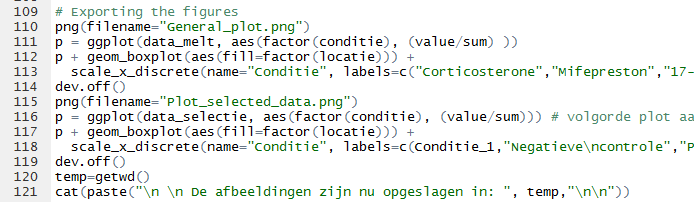 109 # Exporting the figures
110 png(filename="General_plot.png")
111 p = ggplot(data_melt, aes(factor(conditie), (value/sum) ))
112 p + geom_boxplot(aes(fill=factor(locatie))) +
113 scale_x_discrete(name="Conditie", labels=c("Corticosterone","Mifepreston","17-
114 dev.off()
115 png(filename="Plot_selected_data.png")
116 p = ggplot(data_selectie, aes(factor(conditie), (value/sum))) # volgorde plot aa
117 p + geom_boxplot(aes(fill=factor(locatie))) +
118 scale_x_discrete(name="Conditie", labels=c(Conditie_1,"Negatieve\ncontrole","P
119 dev.off()
120 temp=getwd()
121 cat(paste("\n \n De afbeeldingen zijn nu opgeslagen in: ", temp,"\n\n"))